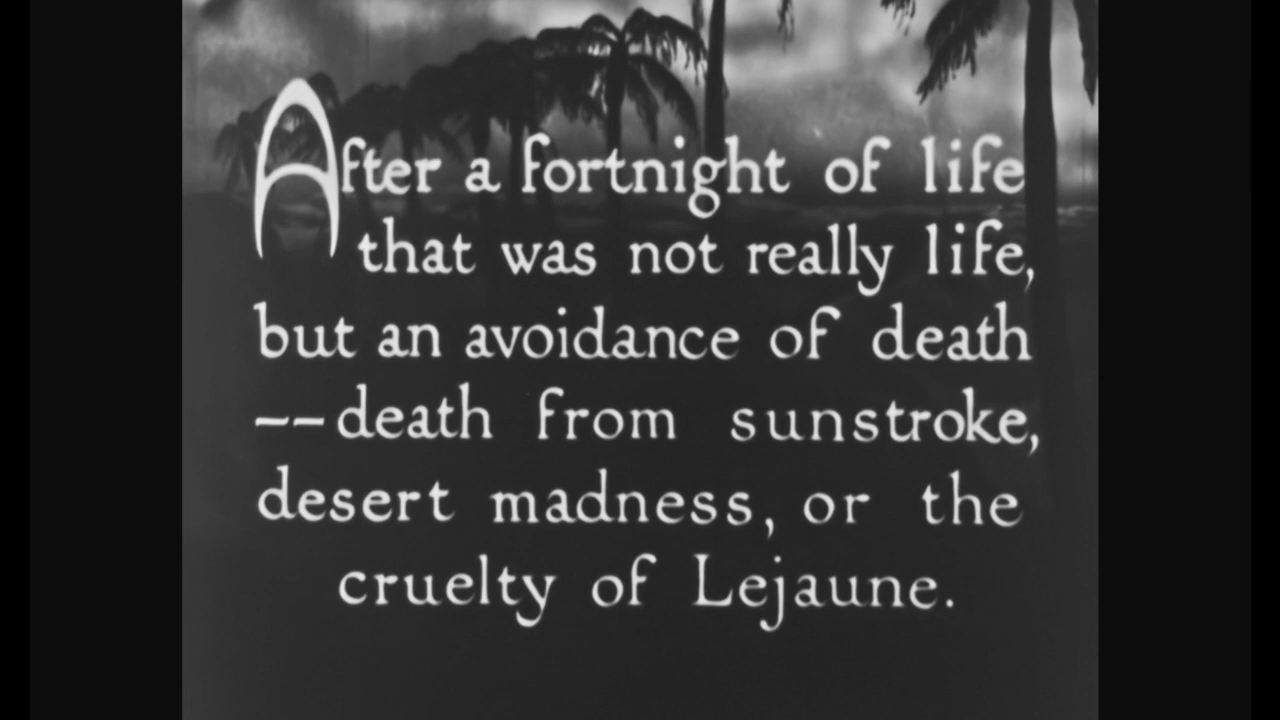 After a fortnight of life
that was not really life,
but an avoidance of death
--death from sunstroke,
desert madness, or the
cruelty of Lejaune.